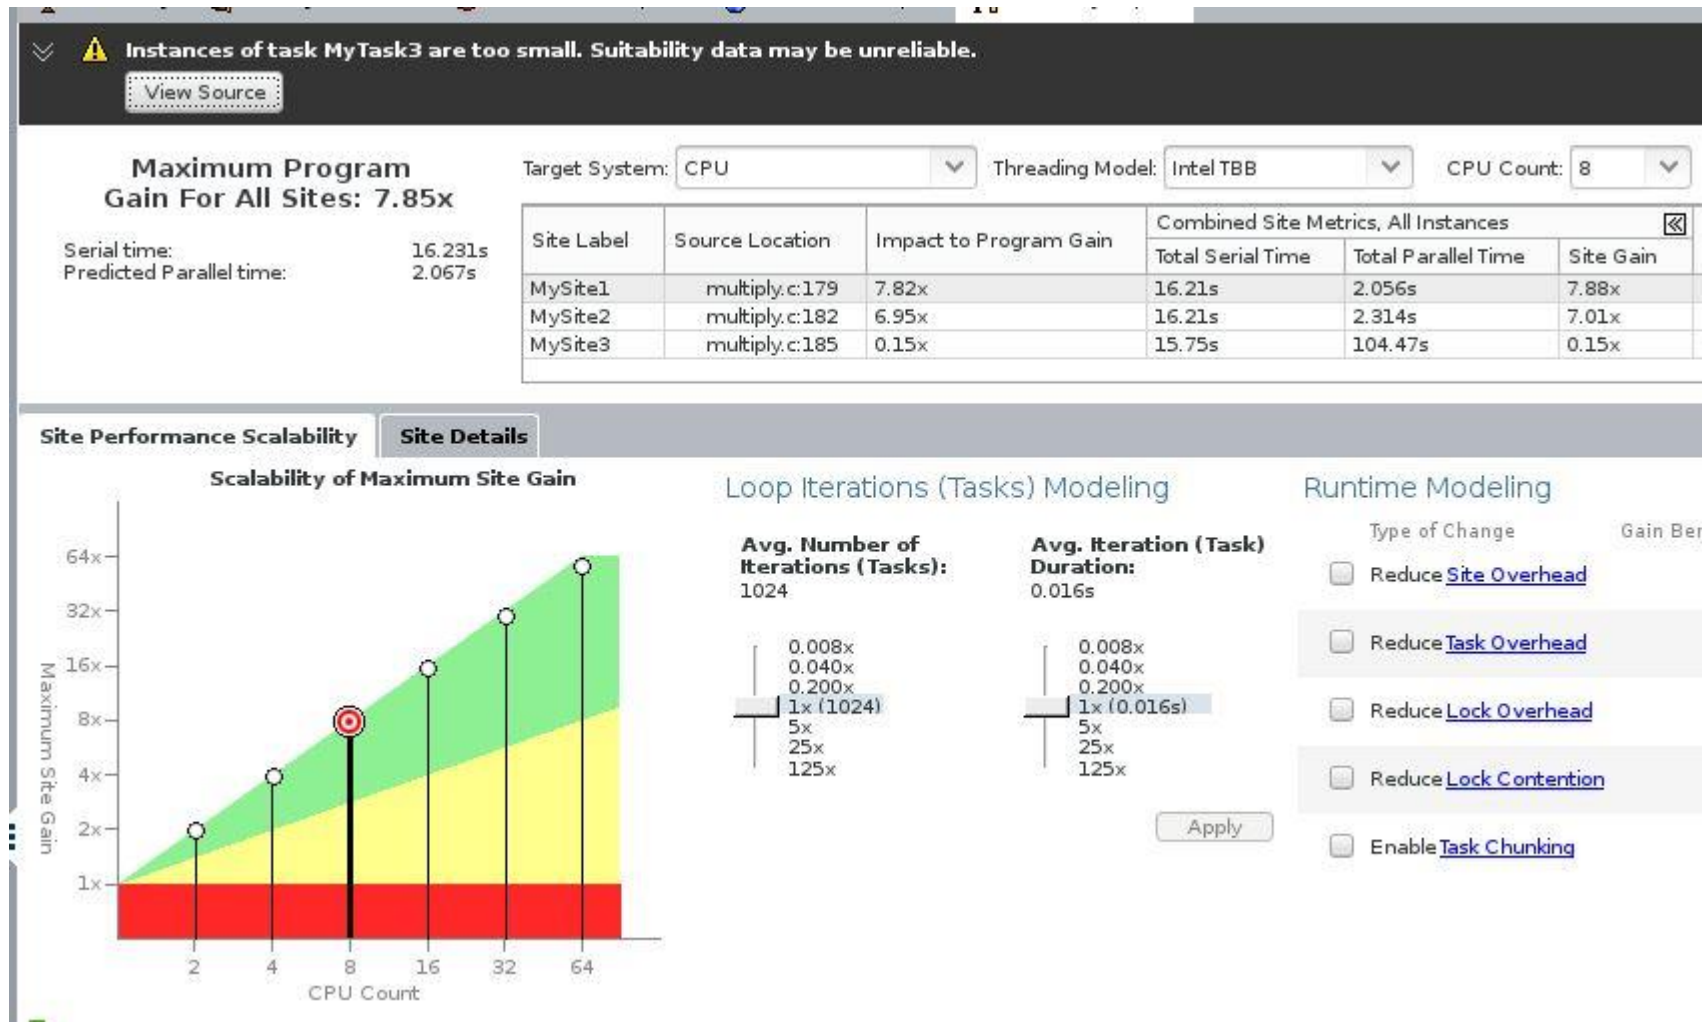 Instances of task MyTask3 are too small. Suitability data may be unreliable.
View Source
Maximum Program
Gain For All Sites: 7.85x
Serial time: 16.231s
Predicted Parallel time: 2.067s
Target System: CPU Threading Model: Intel TBB CPU Count: 8
Site Label Source Location Impact to Program Gain Combined Site Metrics, All Instances
Total Serial Time Total Parallel Time Site Gain
MySite1 multiply.c:179 7.82x 16.21s 2.056s 7.88x
MySite2 multiply.c:182 6.95x 16.21s 2.314s 7.01x
MySite3 multiply.c:185 0.15x 15.75s 104.47s 0.15x
Site Performance Scalability Site Details
Scalability of Maximum Site Gain
64x
32x
16x
8x
4x
2x
1x
Maximum Site Gain
2 4 8 16 32 64
CPU Count
Loop Iterations (Tasks) Modeling
Avg. Number of
Iterations (Tasks):
1024
0.008x
0.040x
0.200x
1x (1024)
5x
25x
125x
Avg. Iteration (Task)
Duration:
0.016s
0.008x
0.040x
0.200x
1x (0.016s)
5x
25x
125x
Apply
Runtime Modeling
Type of Change Gain
Reduce Site Overhead
Reduce Task Overhead
Reduce Lock Overhead
Reduce Lock Contention
Enable Task Chunking